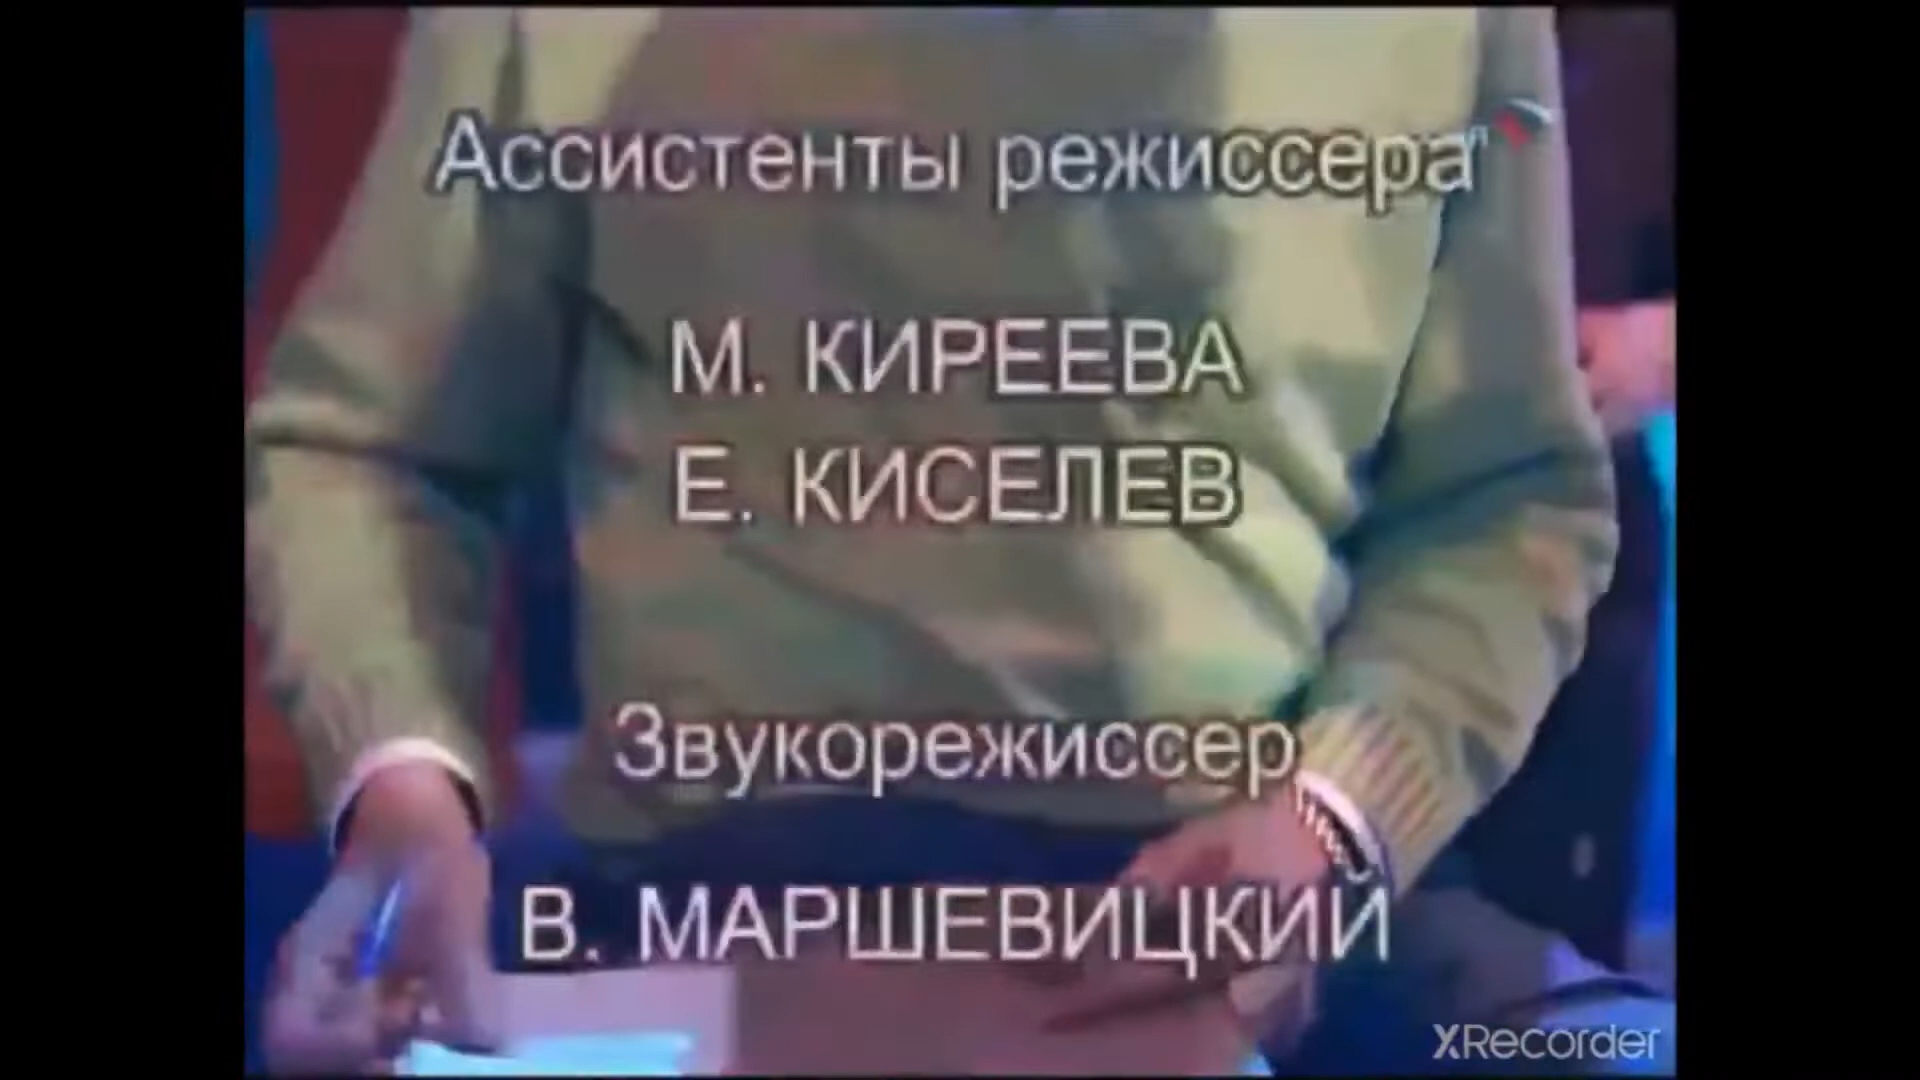 Ассистенты режиссера
М. КИРЕЕВА
Е. КИСЕЛЕВ
Звукорежиссер
В. МАРШЕВИЦКИЙ
XRecorder